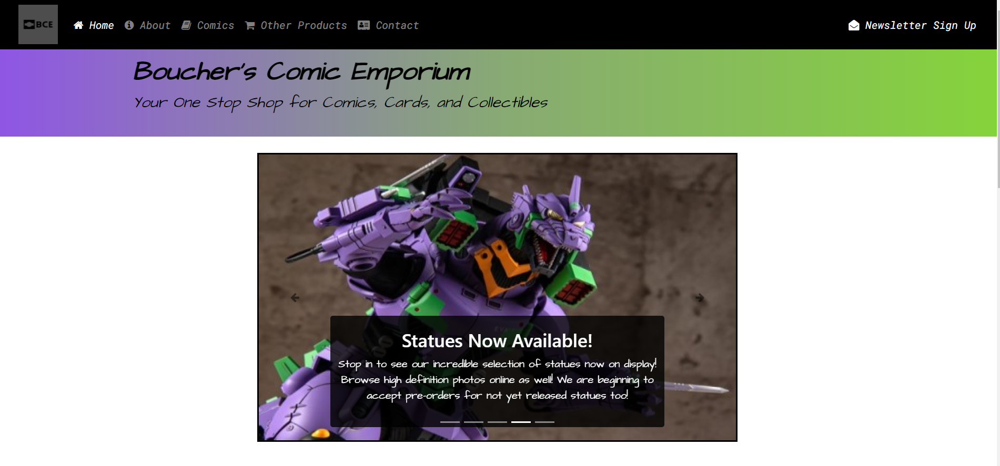 BCE
Home About Comics Other Products Contact Newsletter Sign Up
Boucher's Comic Emporium
Your One Stop Shop for Comics, Cards, and Collectibles
Statues Now Available!
Stop in to see our incredible selection of statues now on display!
Browse high definition photos online as well! We are beginning to
accept pre-orders for not yet released statues too!